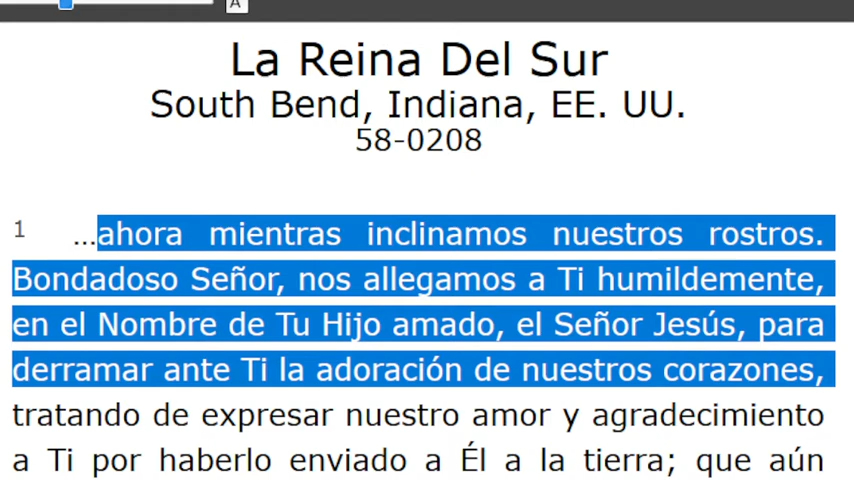 A
La Reina Del Sur
South Bend, Indiana, EE. UU.
58-0208
1 …ahora mientras inclinamos nuestros rostros.
Bondadoso Señor, nos allegamos a Ti humildemente,
en el Nombre de Tu Hijo amado, el Señor Jesús, para
derramar ante Ti la adoración de nuestros corazones,
tratando de expresar nuestro amor y agradecimiento
a Ti por haberlo enviado a Él a la tierra; que aún